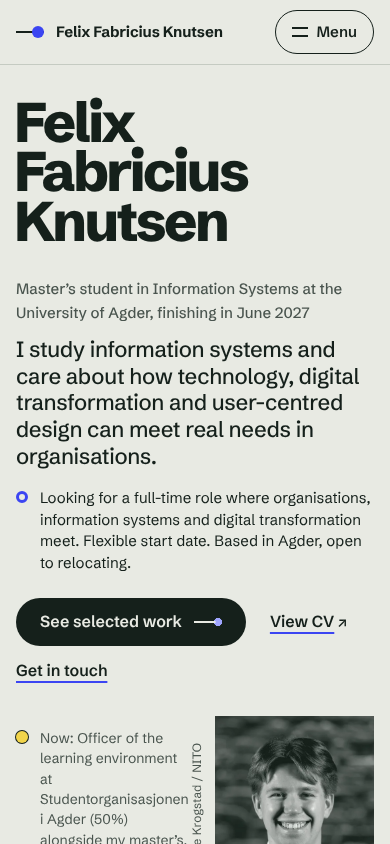 Felix Fabricius Knutsen
Menu
Felix
Fabricius
Knutsen
Master’s student in Information Systems at the
University of Agder, finishing in June 2027
I study information systems and
care about how technology, digital
transformation and user-centred
design can meet real needs in
organisations.
Looking for a full-time role where organisations,
information systems and digital transformation
meet. Flexible start date. Based in Agder, open
to relocating.
See selected work
View CV ↗
Get in touch
Now: Officer of the
learning environment
at
Studentorganisasjonen
i Agder (50%)
alongside my master’s.
Krogstad / NITO